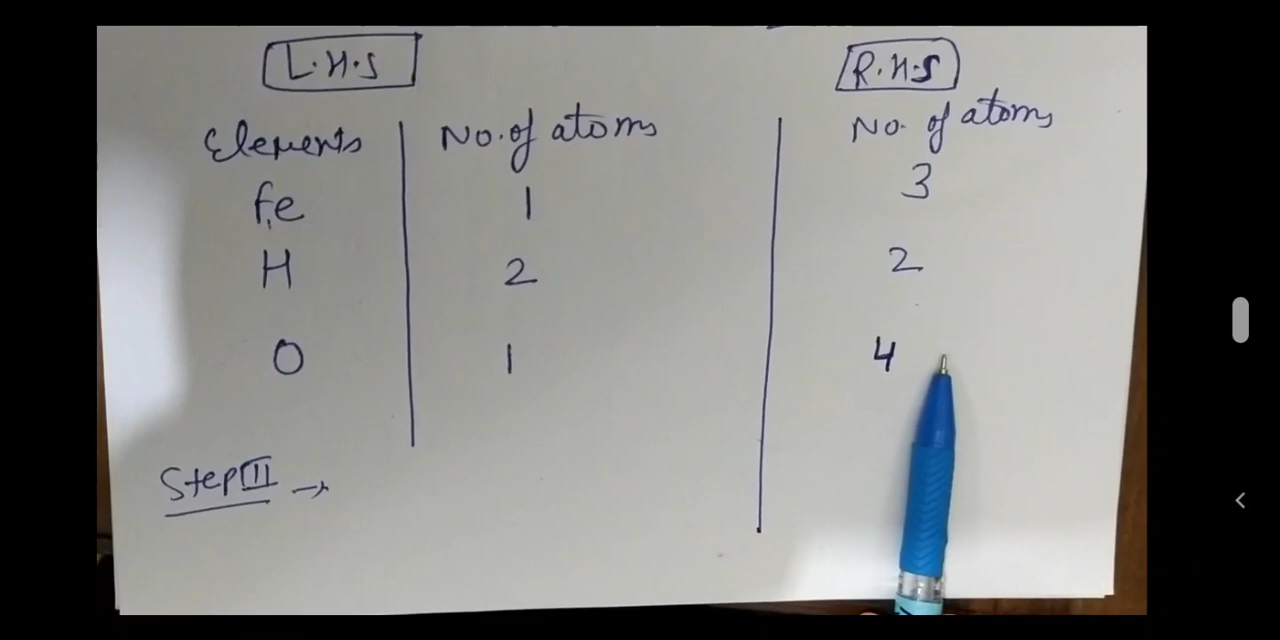 L.H.S R.H.S
Elements No. of atoms No. of atoms
Fe 1 3
H 2 2
O 1 4
Step II →